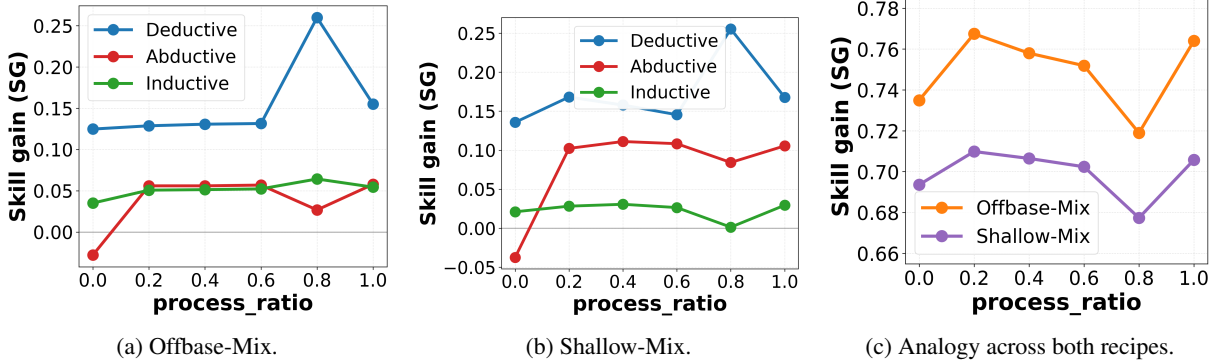 Skill gain (SG)
0.25
0.20
0.15
0.10
0.05
0.00
Deductive
Abductive
Inductive
0.0 0.2 0.4 0.6 0.8 1.0
process_ratio
(a) Offbase-Mix.
Skill gain (SG)
0.25
0.20
0.15
0.10
0.05
0.00
−0.05
Deductive
Abductive
Inductive
0.0 0.2 0.4 0.6 0.8 1.0
process_ratio
(b) Shallow-Mix.
Skill gain (SG)
0.78
0.76
0.74
0.72
0.70
0.68
0.66
Offbase-Mix
Shallow-Mix
0.0 0.2 0.4 0.6 0.8 1.0
process_ratio
(c) Analogy across both recipes.